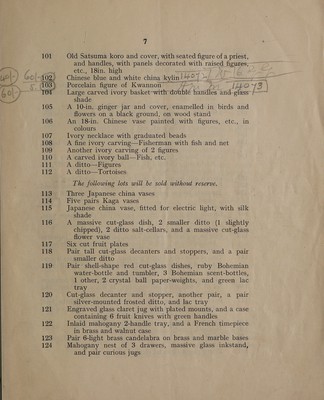 7
101 Old Satsuma koro and cover, with seated figure of a priest,
and handles, with panels decorated with raised figures,
etc., 18in. high
102 Chinese blue and white china kylin
103 Porcelain figure of Kwannon
104 Large carved ivory basket with double handles and glass
shade
105 A 10-in. ginger jar and cover, enamelled in birds and
flowers on a black ground, on wood stand
106 An 18-in. Chinese vase painted with figures, etc., in
colours
107 Ivory necklace with graduated beads
108 A fine ivory carving—Fisherman with fish and net
109 Another ivory carving of 2 figures
110 A carved ivory ball—Fish, etc.
111 A ditto—Figures
112 A ditto—Tortoises
The following lots will be sold without reserve.
113 Three Japanese china vases
114 Five pairs Kaga vases
115 Japanese china vase, fitted for electric light, with silk
shade
116 A massive cut-glass dish, 2 smaller ditto (1 slightly
chipped), 2 ditto salt-cellars, and a massive cut-glass
flower vase
117 Six cut fruit plates
118 Pair tall cut-glass decanters and stoppers, and a pair
smaller ditto
119 Pair shell-shape red cut-glass dishes, ruby Bohemian
water-bottle and tumbler, 3 Bohemian scent-bottles,
1 other, 2 crystal ball paper-weights, and green lac
tray
120 Cut-glass decanter and stopper, another pair, a pair
silver-mounted frosted ditto, and lac tray
121 Engraved glass claret jug with plated mounts, and a case
containing 6 fruit knives with green handles
122 Inlaid mahogany 2-handle tray, and a French timepiece
in brass and walnut case
123 Pair 6-light brass candelabra on brass and marble bases
124 Mahogany nest of 3 drawers, massive glass inkstand,
and pair curious jugs